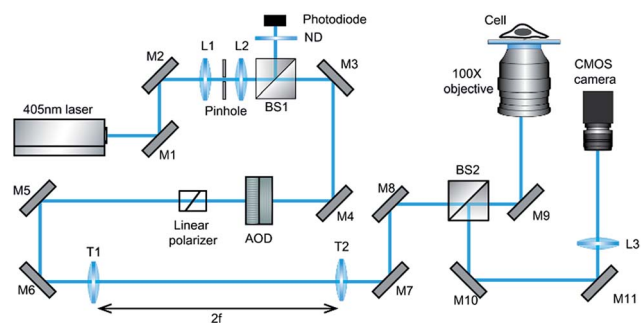 Photodiode
ND
Cell
M2
L1
L2
M3
100X
objective
CMOS
camera
405nm laser
Pinhole
BS1
M1
M5
M8
BS2
Linear
polarizer
AOD
M4
M9
T1
T2
L3
M6
M7
M10
M11
2f